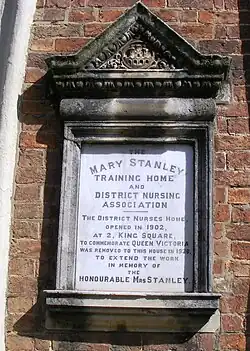 THE
MARY STANLEY
TRAINING HOME
AND
DISTRICT NURSING
ASSOCIATION
THE DISTRICT NURSES HOME
OPENED IN 1902,
AT 2, KING SQUARE,
TO COMMEMORATE QUEEN VICTORIA
WAS REMOVED TO THIS HOUSE IN
TO EXTEND THE WORK
IN MEMORY OF
THE
HONOURABLE MRS STANLEY